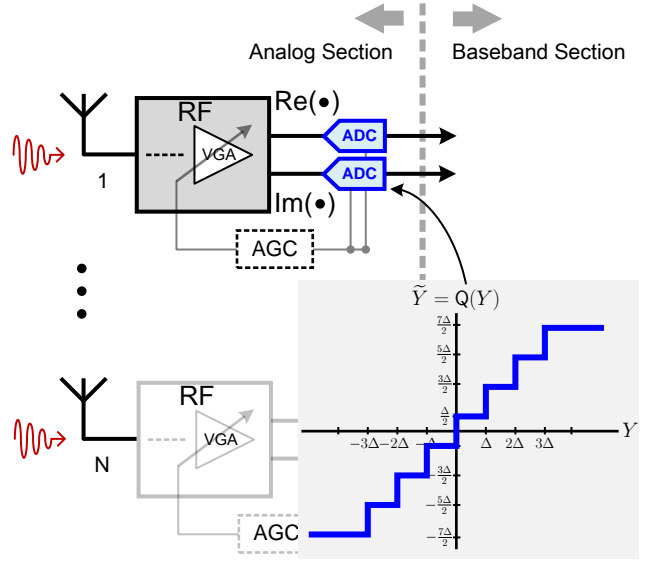 Analog Section
Baseband Section
RF
Re(•)
VGA
ADC
ADC
Im(•)
1
AGC
RF
VGA
N
Ỹ = Q(Y)
7Δ/2
5Δ/2
3Δ/2
Δ/2
−3Δ −2Δ −Δ Δ 2Δ 3Δ Y
−3Δ/2
−5Δ/2
−7Δ/2
AGC